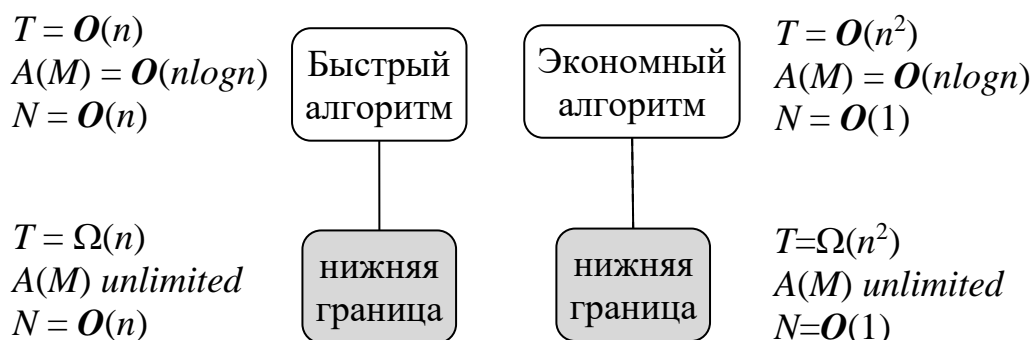 T = O(n)
A(M) = O(nlogn)
N = O(n)
Быстрый
алгоритм
Экономный
алгоритм
T = O(n²)
A(M) = O(nlogn)
N = O(1)
T = Ω(n)
A(M) unlimited
N = O(n)
нижняя
граница
нижняя
граница
T=Ω(n²)
A(M) unlimited
N=O(1)